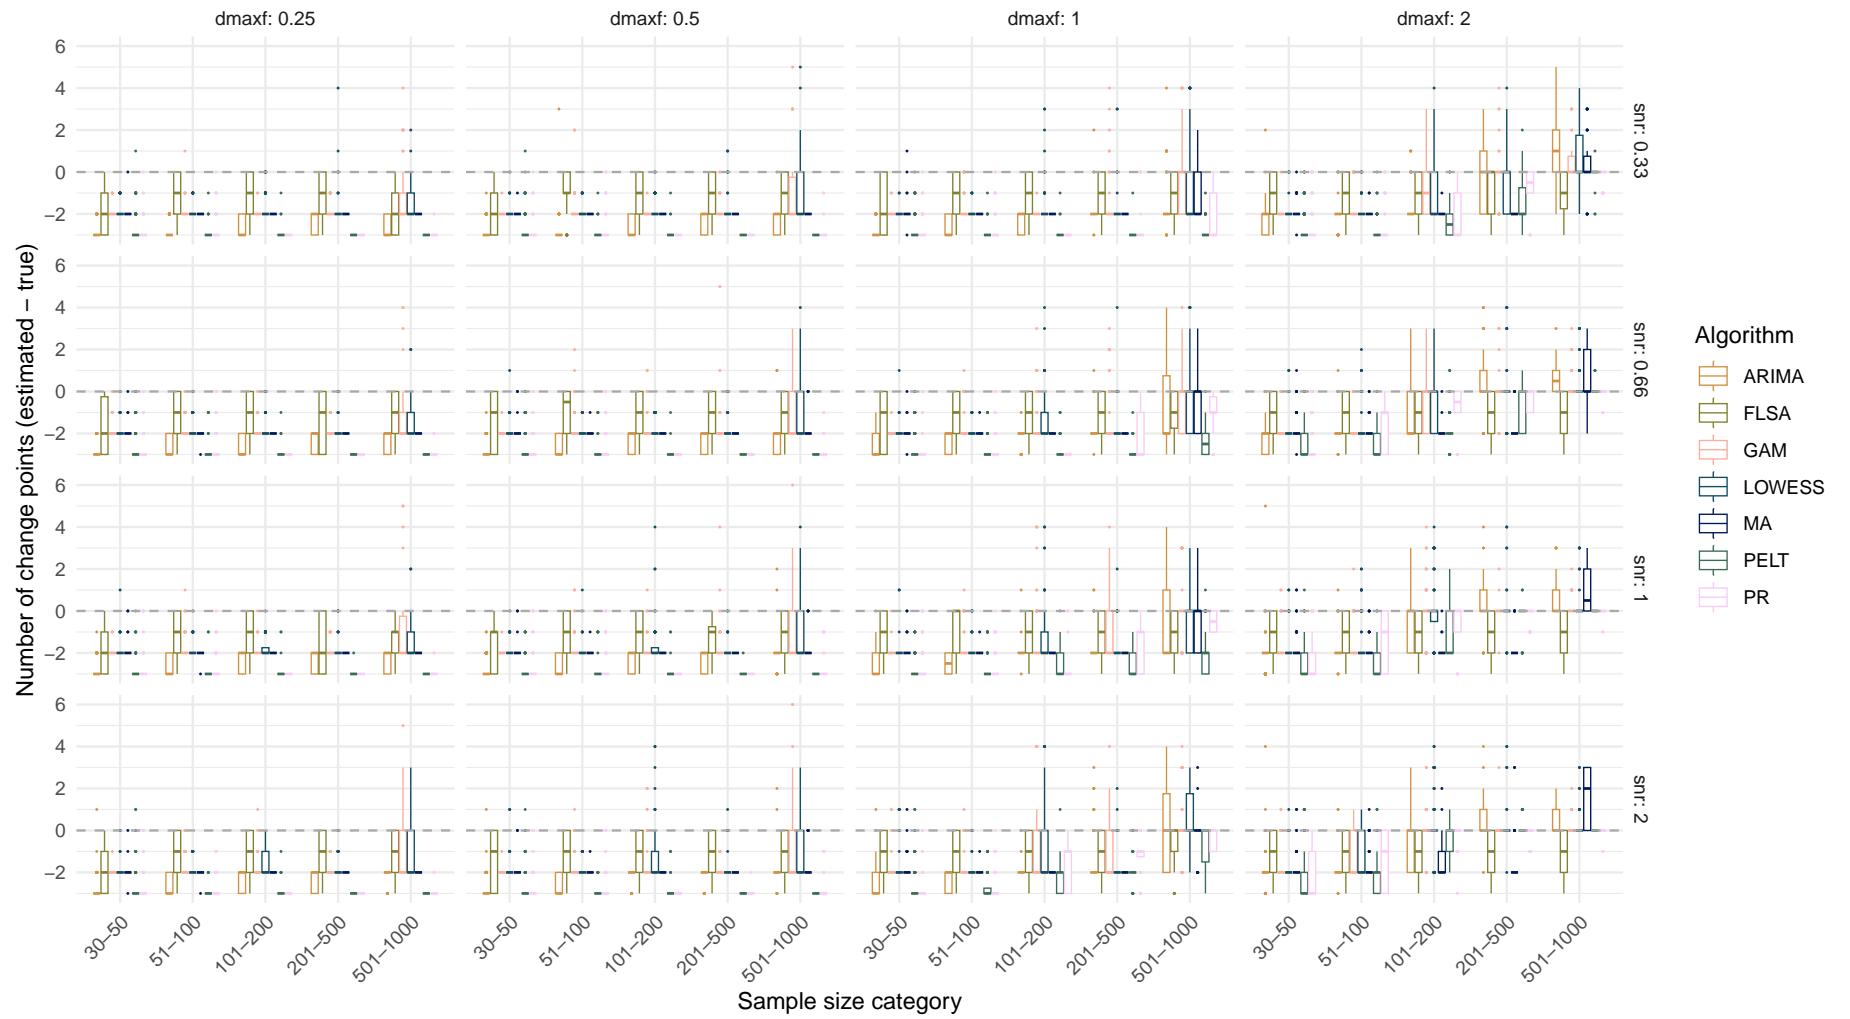 dmaxf: 0.25 dmaxf: 0.5 dmaxf: 1 dmaxf: 2
6
4
2
0
−2
snr: 0.33
6
4
2
0
−2
snr: 0.66
6
4
2
0
−2
snr: 1
6
4
2
0
−2
snr: 2
Number of change points (estimated − true)
30−50 51−100 101−200 201−500 501−1000 30−50 51−100 101−200 201−500 501−1000 30−50 51−100 101−200 201−500 501−1000 30−50 51−100 101−200 201−500 501−1000
Sample size category
Algorithm
ARIMA
FLSA
GAM
LOWESS
MA
PELT
PR